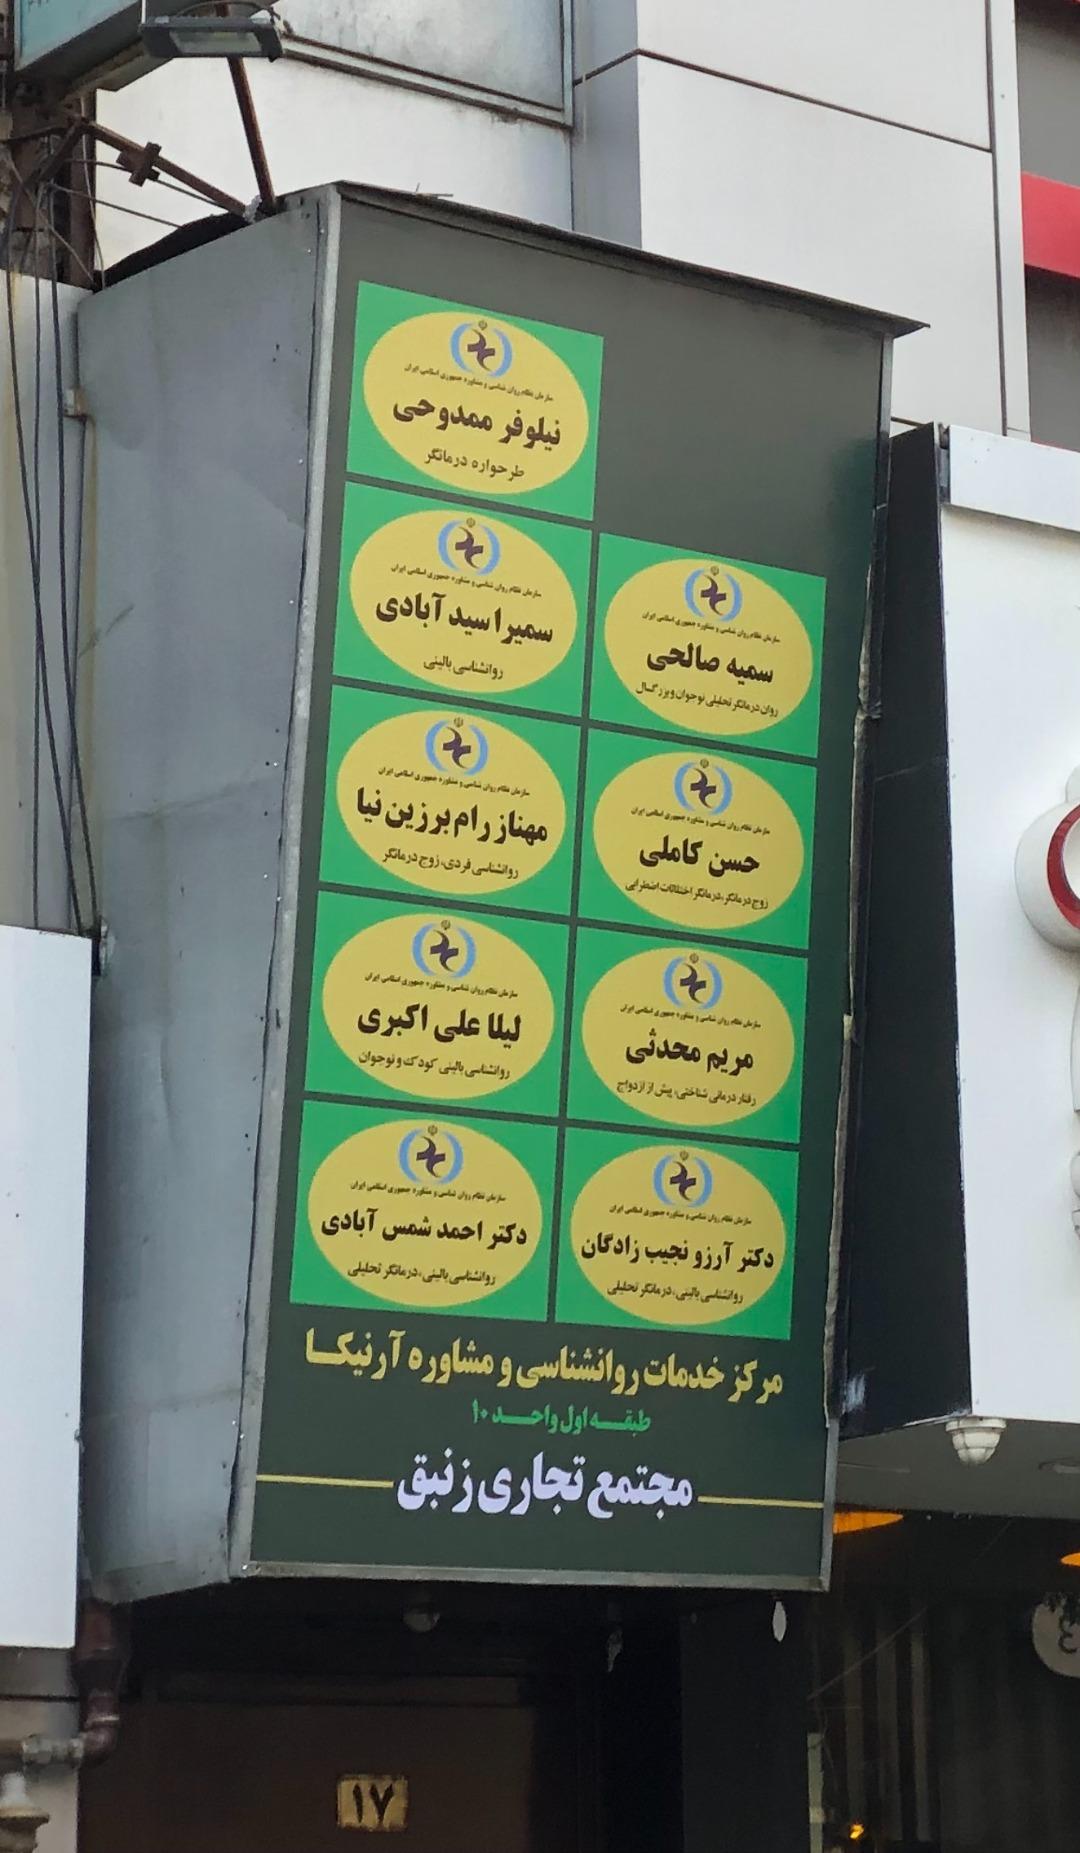 سازمان نظام روان شناسی و مشاوره جمهوری اسلامی ایران
نیلوفر ممدوحی
طرحواره درمانگر
سازمان نظام روان شناسی و مشاوره جمهوری اسلامی ایران
سمیه صالحی
روان درمانگر تحلیلی نوجوان و بزرگسال
سازمان نظام روان شناسی و مشاوره جمهوری اسلامی ایران
سمیرا سید آبادی
روانشناسی بالینی
سازمان نظام روان شناسی و مشاوره جمهوری اسلامی ایران
حسن کاملی
زوج درمانگر، درمانگر اختلالات اضطرابی
سازمان نظام روان شناسی و مشاوره جمهوری اسلامی ایران
مهناز رام برزین نیا
روانشناسی فردی، زوج درمانگر
سازمان نظام روان شناسی و مشاوره جمهوری اسلامی ایران
مریم محدثی
رفتار درمانی شناختی، پیش از ازدواج
سازمان نظام روان شناسی و مشاوره جمهوری اسلامی ایران
لیلا علی اکبری
روانشناسی بالینی کودک و نوجوان
سازمان نظام روان شناسی و مشاوره جمهوری اسلامی ایران
دکتر آرزو نجیب زادگان
روانشناسی بالینی، درمانگر تحلیلی
سازمان نظام روان شناسی و مشاوره جمهوری اسلامی ایران
دکتر احمد شمس آبادی
روانشناسی بالینی، درمانگر تحلیلی
مرکز خدمات روانشناسی و مشاوره آرنیکا
طبقه اول واحد ۱۰
مجتمع تجاری زنبق
۱۷